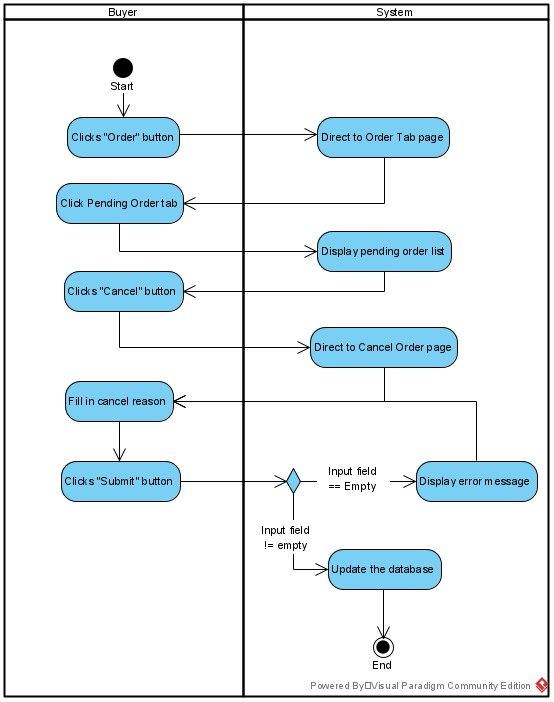 Buyer
System
Start
Clicks "Order" button
Direct to Order Tab page
Click Pending Order tab
Display pending order list
Clicks "Cancel" button
Direct to Cancel Order page
Fill in cancel reason
Clicks "Submit" button
Input field
== Empty
Display error message
Input field
!= empty
Update the database
End
Powered By Visual Paradigm Community Edition